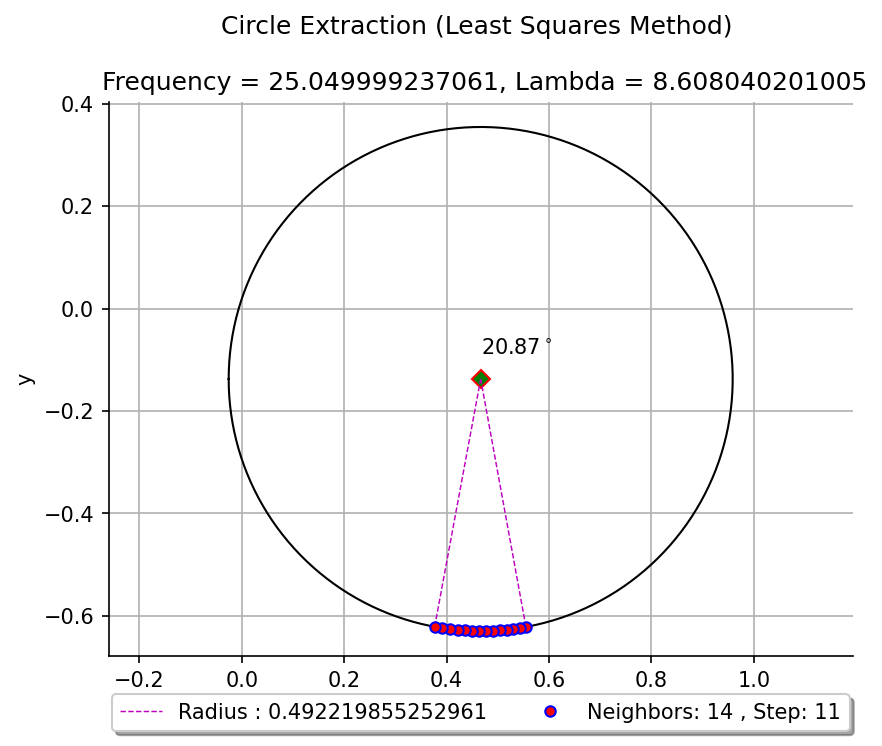 Circle Extraction (Least Squares Method)
Frequency = 25.049999237061, Lambda = 8.608040201005
0.4
0.2
0.0
−0.2
−0.4
−0.6
y
20.87°
−0.2 0.0 0.2 0.4 0.6 0.8 1.0
Radius : 0.492219855252961 Neighbors: 14 , Step: 11